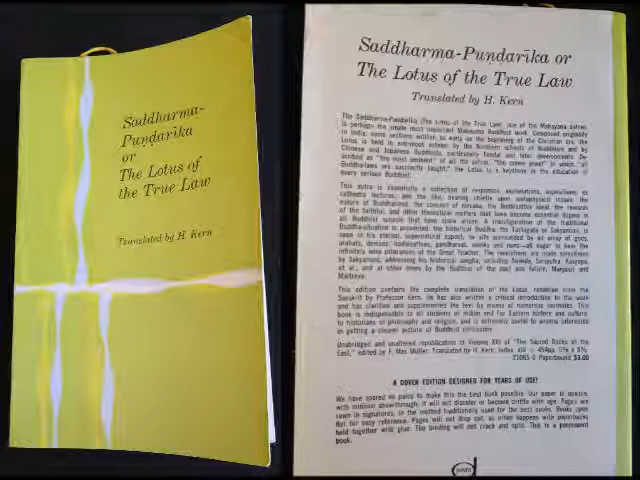 Saddharma-
Puṇḍarīka
or
The Lotus of
the True Law
Translated by H. Kern
Saddharma-Puṇḍarīka or
The Lotus of the True Law
Translated by H. Kern
The Saddharma-Pundarika (the Lotus of the True Law, one of the Mahayana sutras,
is perhaps the single most important Mahayana Buddhist work. Composed originally
in India, some sections written as early as the beginning of the Christian era, the
Lotus is held in enormous esteem by the Northern schools of Buddhism and by
Chinese and Japanese Buddhists, particularly Tendai and later developments.
as "the most eminent" of all the sutras, "the crown jewel" in which "all
Buddha-laws are succinctly taught," the Lotus is a keystone in the education of
every serious Buddhist.
This sutra is essentially a collection of responses, explanations,
lectures, and the like, bearing chiefly upon metaphysical issues: the
nature of Buddhahood, the concept of nirvana, the Bodhisattva ideal, the rewards
of the faithful, and other theoretical matters that have become essential dogma in
all Buddhist schools that have since arisen. A transfiguration of the traditional
Buddha-situation is presented: the historical Buddha, the Tathagata or Sakyamuni, is
seen in his eternal, supernatural aspect; he sits surrounded by an array of gods,
arahats, demons, bodhisattvas, gandharvas, monks and nuns—all eager to hear the
infinitely wise utterances of the Great Teacher. The revelations are made sometimes
by Sakyamuni, addressing his historical sangha, including Ananda, Sariputra, Kasyapa,
et al., and at other times by the Buddhas of the past and future, Manjusri and
Maitreya.
This edition contains the complete translation of the Lotus, rendered from the
Sanskrit by Professor Kern. He has also written a critical introduction to the work
and has clarified and supplemented the text by means of numerous footnotes. This
book is indispensable to all students of Indian and Far Eastern history and culture,
to historians of philosophy and religion, and is extremely useful to anyone interested
in getting a clearer picture of Buddhist persuasions.
Unabridged and unaltered republication of Volume XXI of "The Sacred Books of the
East," edited by F. Max Müller. Translated by H. Kern. Index. xlii + 454pp. 5⅜ x 8½.
21065-0 Paperbound $3.00
A DOVER EDITION DESIGNED FOR YEARS OF USE!
We have spared no pains to make this the best book possible. Our paper is opaque,
with minimal show-through; it will not discolor or become brittle with age. Pages are
sewn in signatures, in the method traditionally used for the best books. Books open
flat for easy reference. Pages will not drop out, as often happens with paperbacks
held together with glue. The binding will not crack and split. This is a permanent
book.